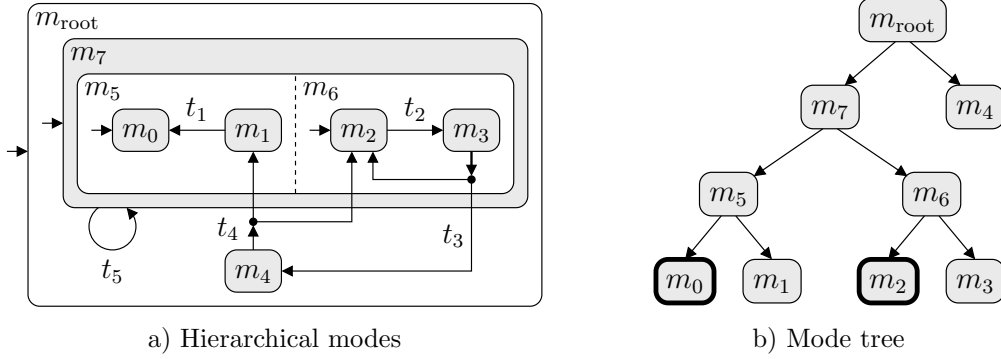 m_root
m_7
m_5 m_6
m_0 t_1 m_1 m_2 t_2 m_3
t_4 t_3
t_5 m_4
a) Hierarchical modes
m_root
m_7 m_4
m_5 m_6
m_0 m_1 m_2 m_3
b) Mode tree